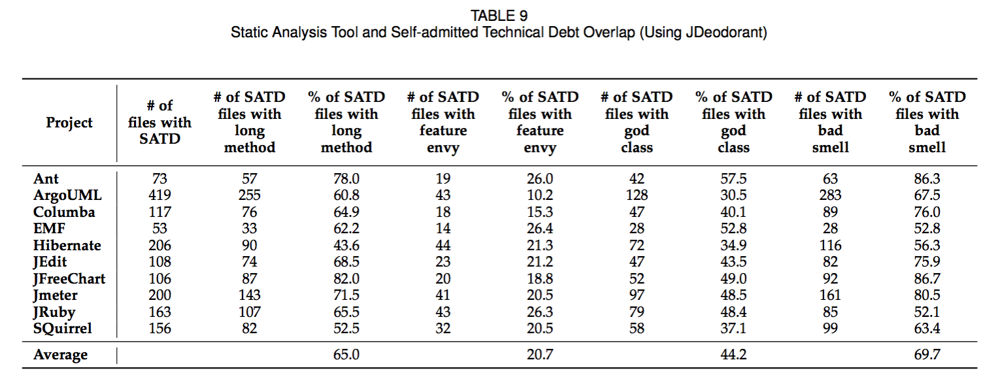 TABLE 9
Static Analysis Tool and Self-admitted Technical Debt Overlap (Using JDeodorant)
Project | # of files with SATD | # of SATD files with long method | % of SATD files with long method | # of SATD files with feature envy | % of SATD files with feature envy | # of SATD files with god class | % of SATD files with god class | # of SATD files with bad smell | % of SATD files with bad smell
Ant | 73 | 57 | 78.0 | 19 | 26.0 | 42 | 57.5 | 63 | 86.3
ArgoUML | 419 | 255 | 60.8 | 43 | 10.2 | 128 | 30.5 | 283 | 67.5
Columba | 117 | 76 | 64.9 | 18 | 15.3 | 47 | 40.1 | 89 | 76.0
EMF | 53 | 33 | 62.2 | 14 | 26.4 | 28 | 52.8 | 28 | 52.8
Hibernate | 206 | 90 | 43.6 | 44 | 21.3 | 72 | 34.9 | 116 | 56.3
JEdit | 108 | 74 | 68.5 | 23 | 21.2 | 47 | 43.5 | 82 | 75.9
JFreeChart | 106 | 87 | 82.0 | 20 | 18.8 | 52 | 49.0 | 92 | 86.7
Jmeter | 200 | 143 | 71.5 | 41 | 20.5 | 97 | 48.5 | 161 | 80.5
JRuby | 163 | 107 | 65.5 | 43 | 26.3 | 79 | 48.4 | 85 | 52.1
SQuirrel | 156 | 82 | 52.5 | 32 | 20.5 | 58 | 37.1 | 99 | 63.4
Average | 65.0 | 20.7 | 44.2 | 69.7